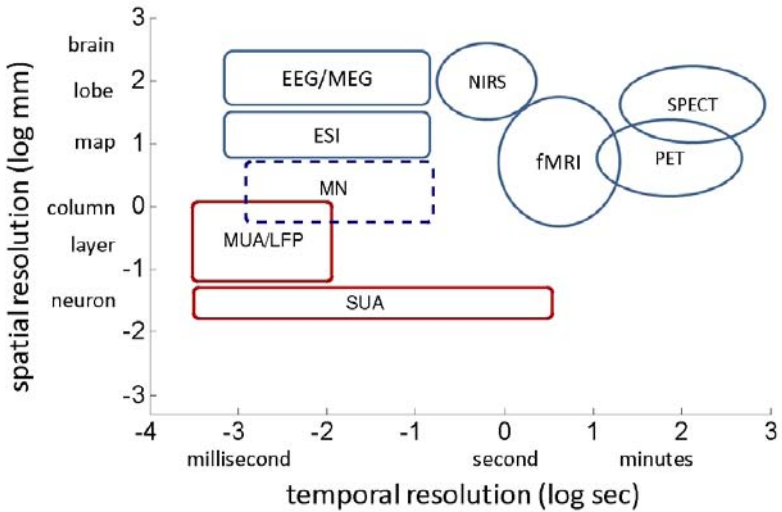 3
brain
EEG/MEG
NIRS
2
lobe
SPECT
ESI
1
map
fMRI
PET
MN
column
0
MUA/LFP
layer
-1
neuron
SUA
-2
-3
spatial resolution (log mm)
-4 -3 -2 -1 0 1 2 3
millisecond second minutes
temporal resolution (log sec)